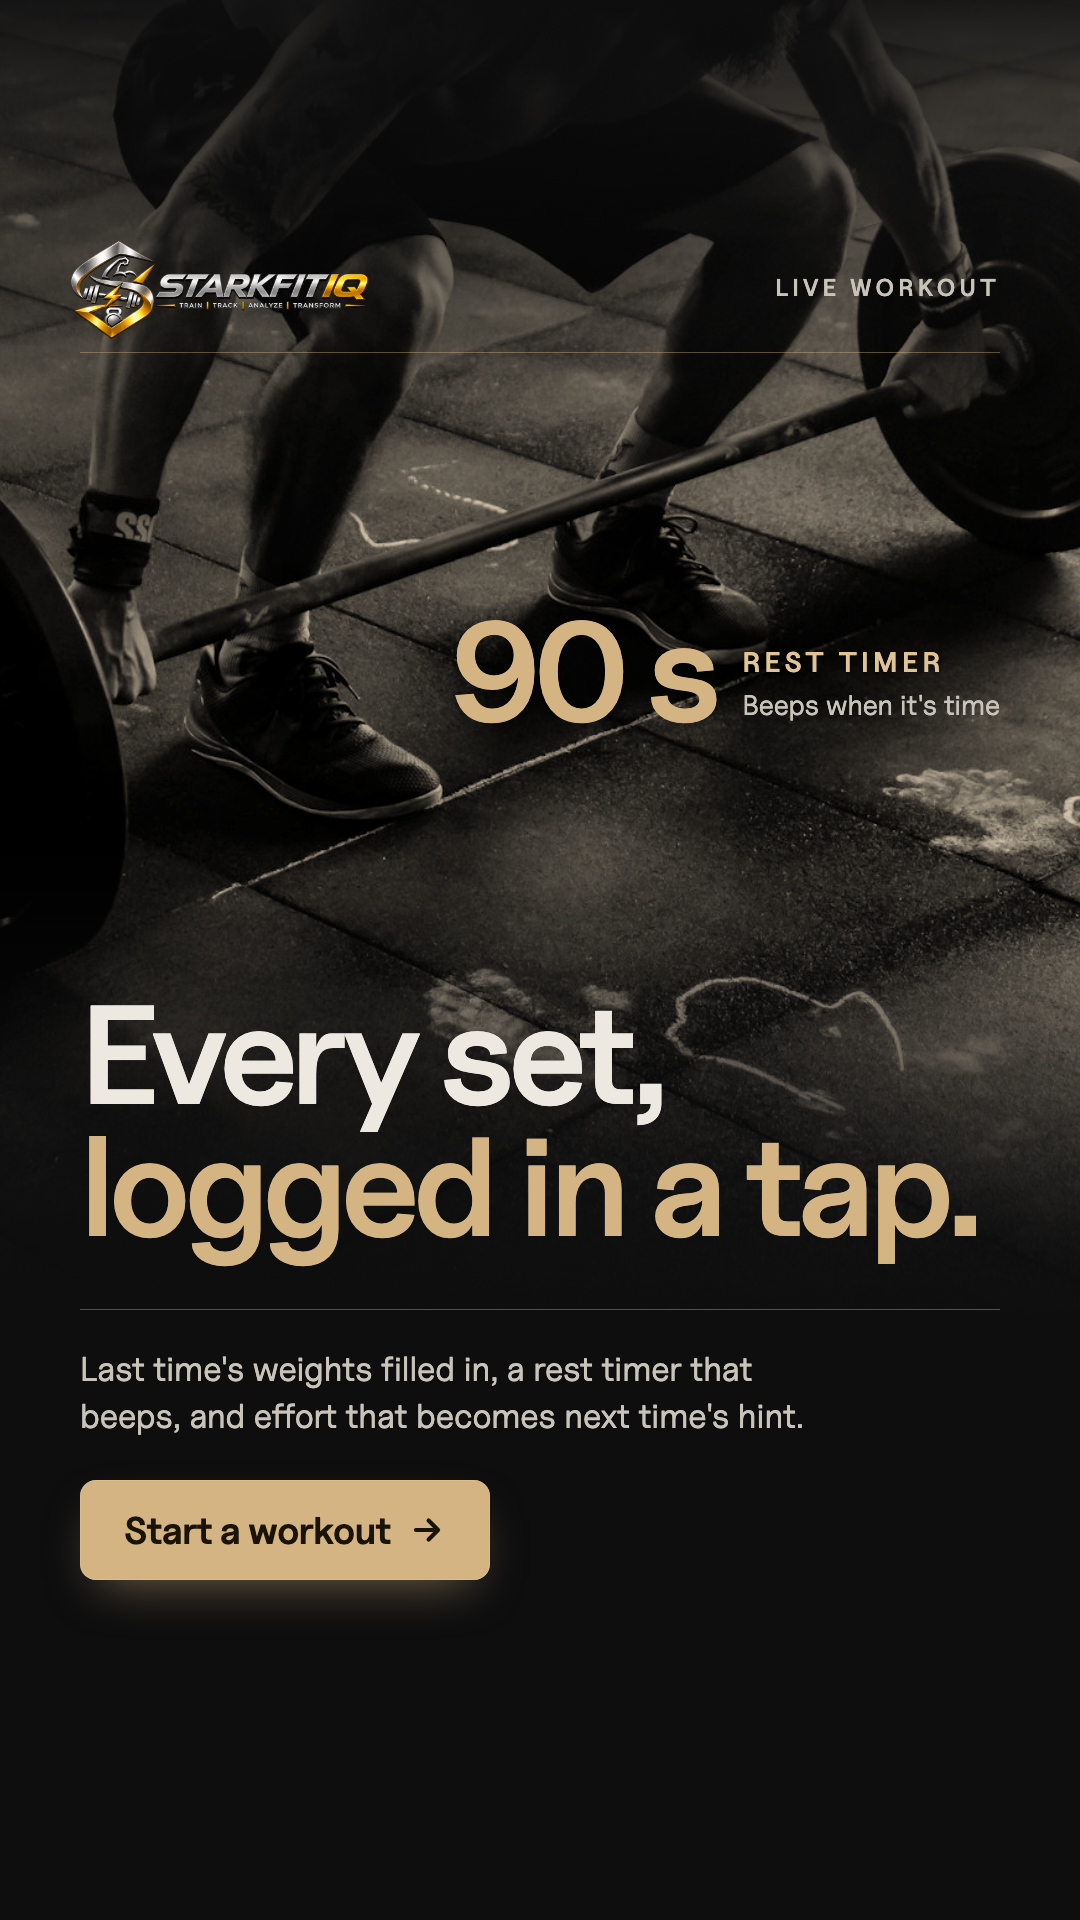 STARKFITIQ
TRAIN | TRACK | ANALYZE | TRANSFORM
LIVE WORKOUT
90 s
REST TIMER
Beeps when it's time
Every set,
logged in a tap.
Last time's weights filled in, a rest timer that
beeps, and effort that becomes next time's hint.
Start a workout →